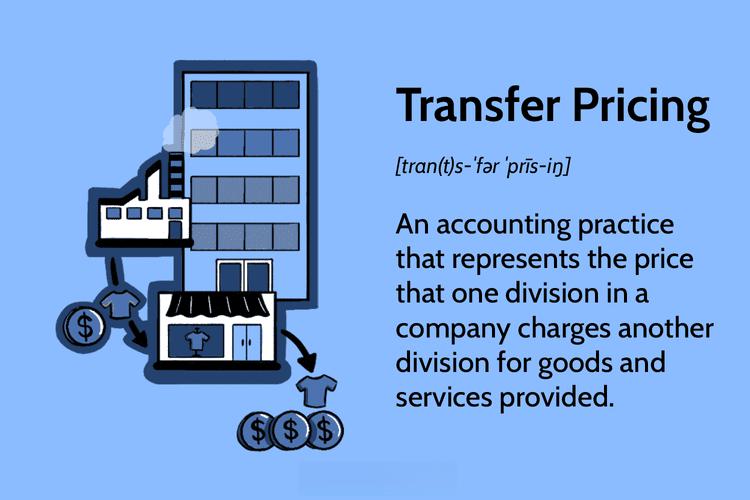 Transfer Pricing
[tran(t)s-ˈfər ˈprīs-iŋ]
An accounting practice
that represents the price
that one division in a
company charges another
division for goods and
services provided.
$
$ $ $